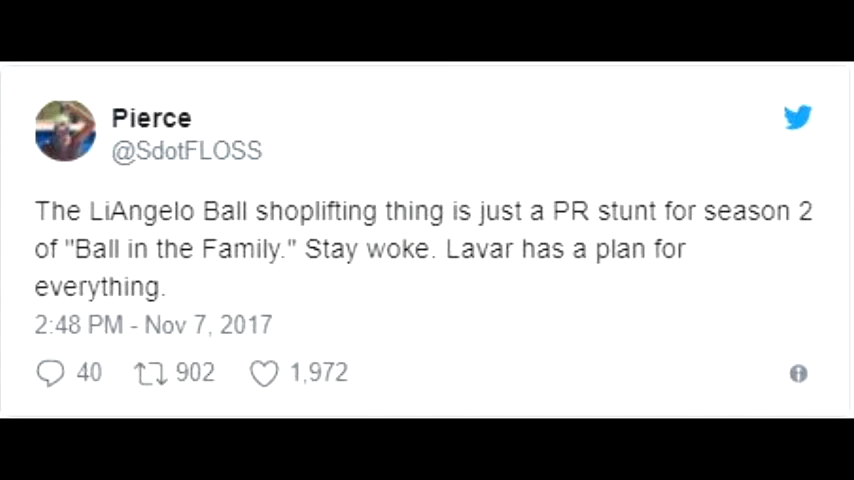 Pierce
@SdotFLOSS
The LiAngelo Ball shoplifting thing is just a PR stunt for season 2
of "Ball in the Family." Stay woke. Lavar has a plan for
everything.
2:48 PM - Nov 7, 2017
40 902 1,972